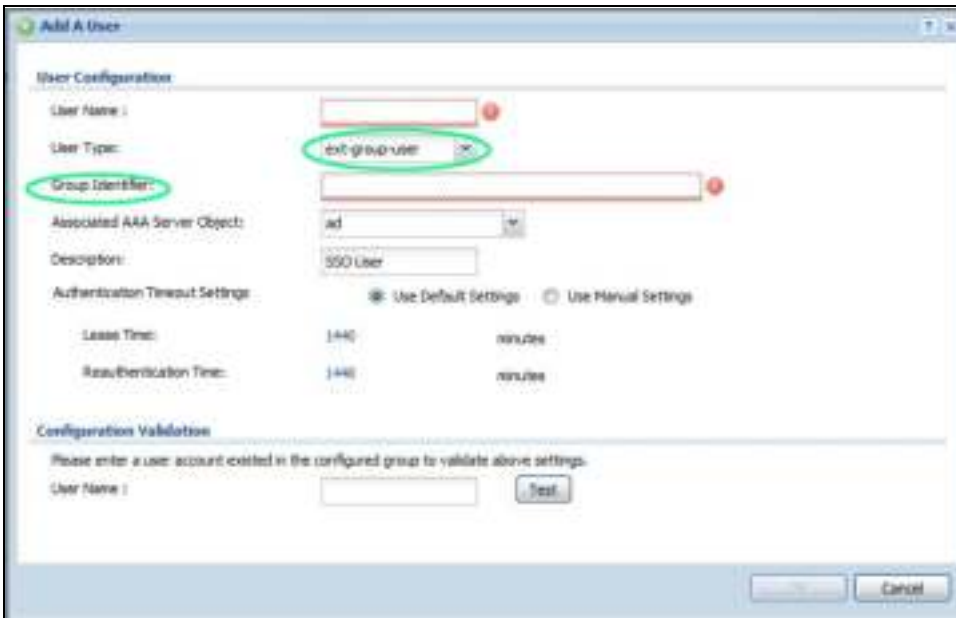 Add A User
User Configuration
User Name :
User Type: ext-group-user
Group Identifier:
Associated AAA Server Object: ad
Description: SSO User
Authentication Timeout Settings Use Default Settings Use Manual Settings
Lease Time: 1440 minutes
Reauthentication Time: 1440 minutes
Configuration Validation
Please enter a user account existed in the configured group to validate above settings.
User Name : Test
Cancel